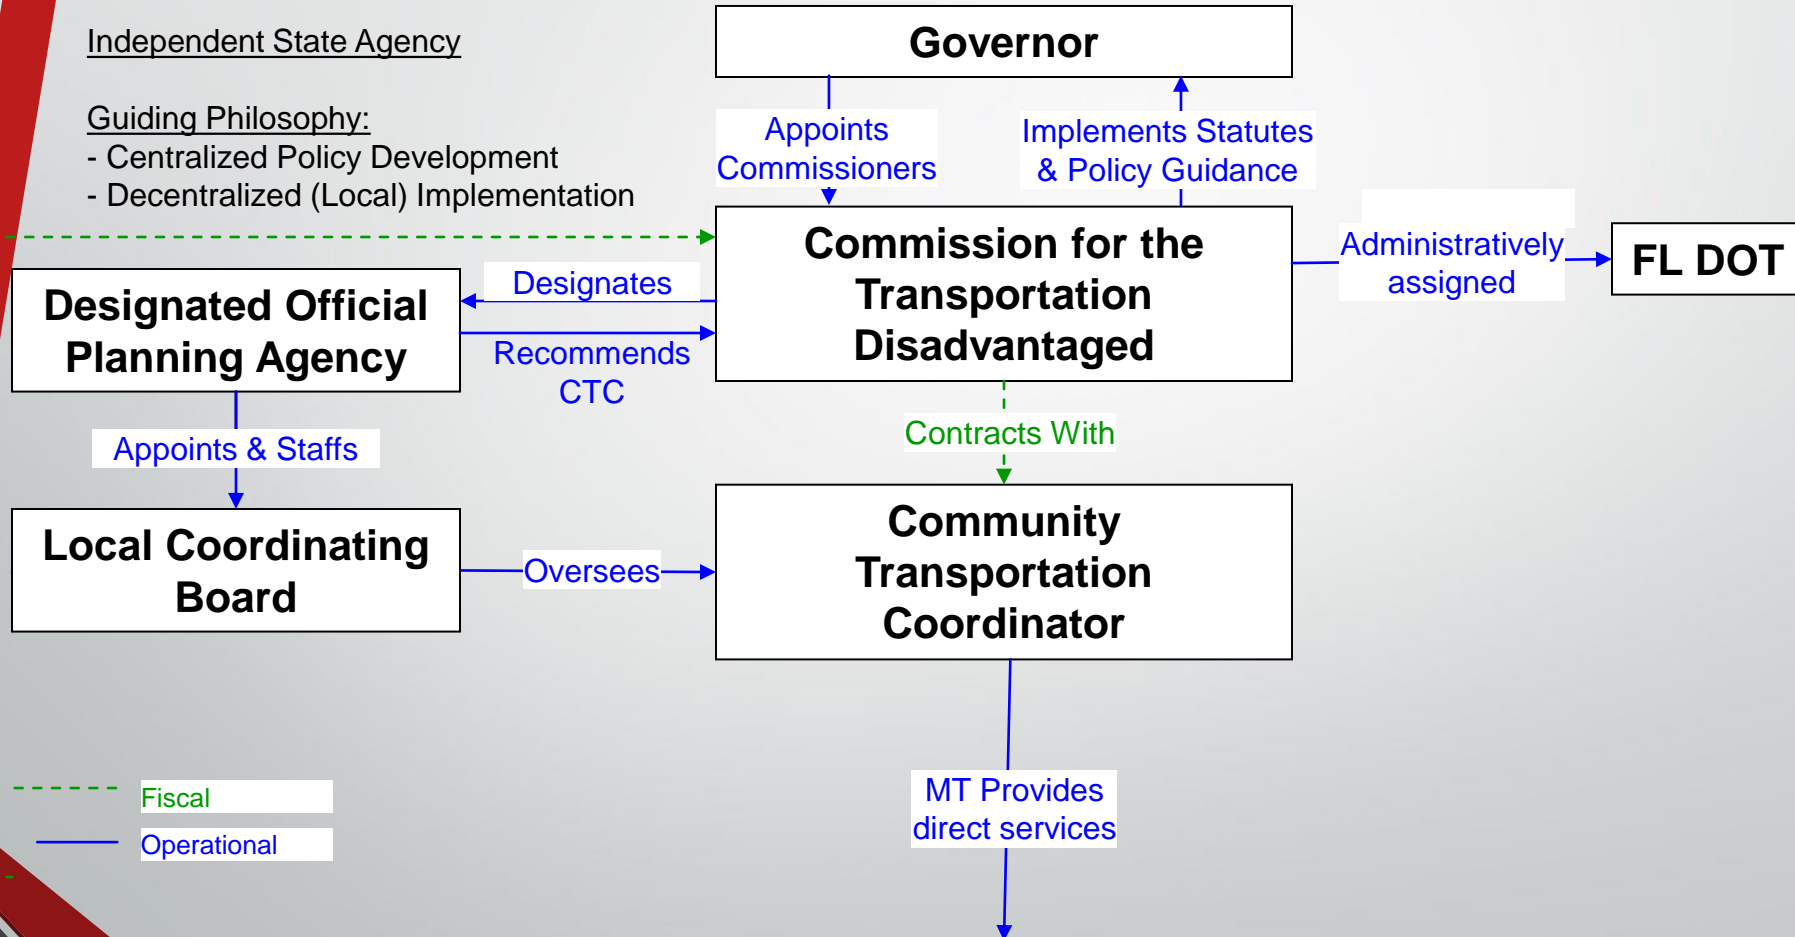 Independent State Agency
Guiding Philosophy:
- Centralized Policy Development
- Decentralized (Local) Implementation
Governor
Appoints
Commissioners
Implements Statutes
& Policy Guidance
Commission for the
Transportation
Disadvantaged
Administratively
assigned
FL DOT
Designated Official
Planning Agency
Designates
Recommends
CTC
Appoints & Staffs
Contracts With
Local Coordinating
Board
Oversees
Community
Transportation
Coordinator
MT Provides
direct services
Fiscal
Operational